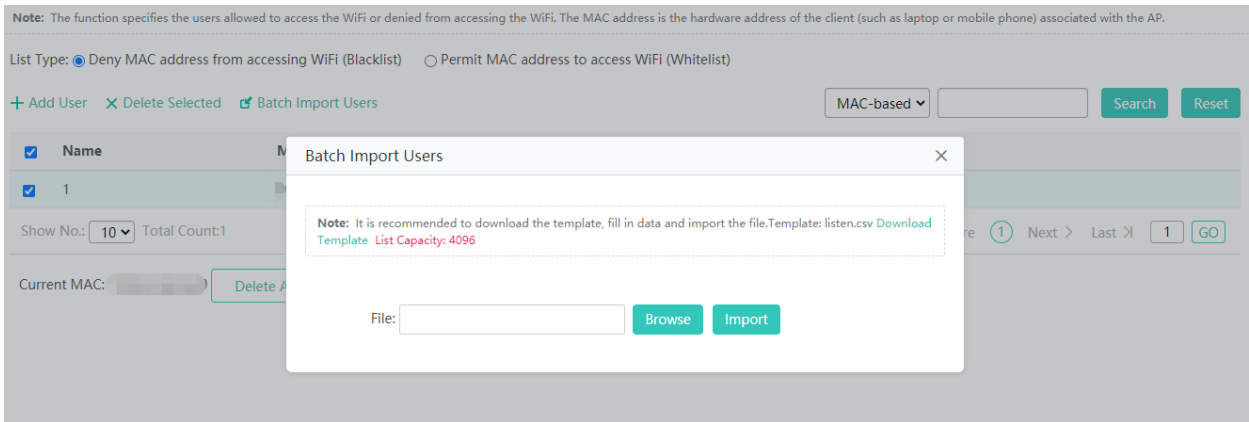 Note: The function specifies the users allowed to access the WiFi or denied from accessing the WiFi. The MAC address is the hardware address of the client (such as laptop or mobile phone) associated with the AP.
List Type: Deny MAC address from accessing WiFi (Blacklist) Permit MAC address to access WiFi (Whitelist)
+ Add User X Delete Selected Batch Import Users MAC-based Search Reset
Name
Batch Import Users ×
1
Note: It is recommended to download the template, fill in data and import the file.Template: listen.csv Download
Template List Capacity: 4096
Show No.: 10 Total Count:1 1 Next > Last 1 GO
Current MAC: Delete
File: Browse Import